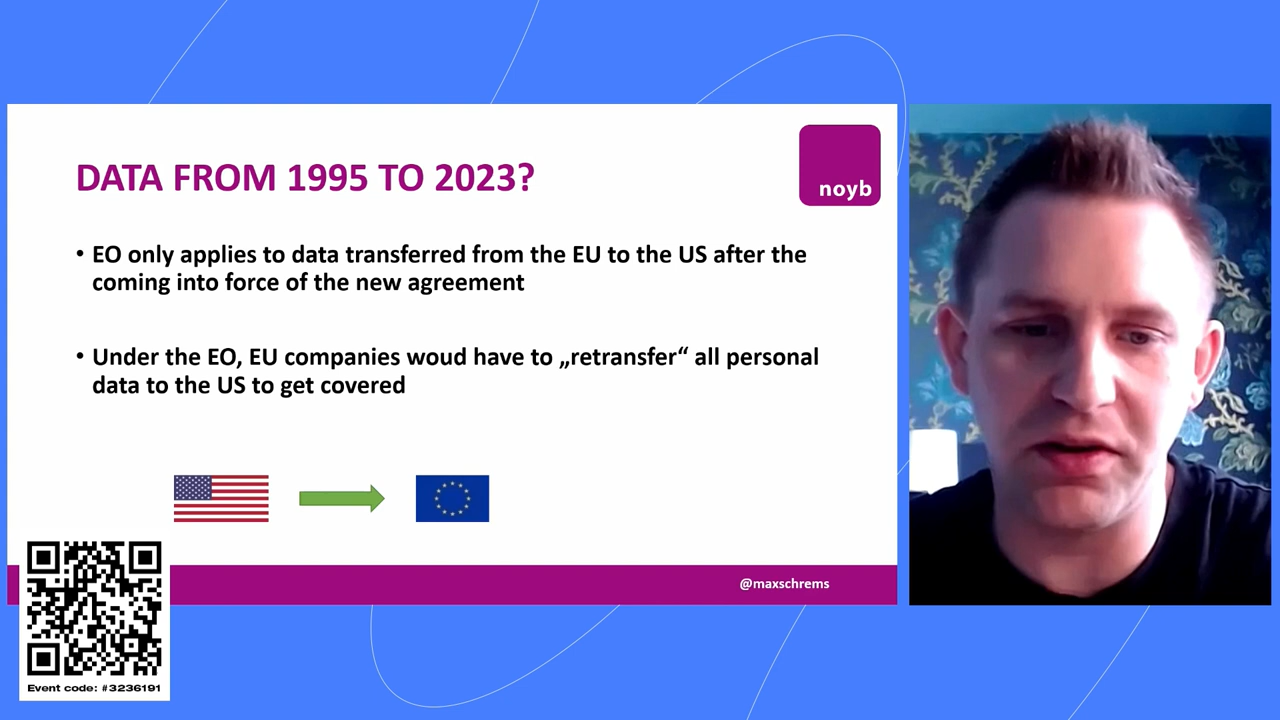 DATA FROM 1995 TO 2023?
noyb
• EO only applies to data transferred from the EU to the US after the
coming into force of the new agreement
• Under the EO, EU companies woud have to „retransfer“ all personal
data to the US to get covered
@maxschrems
Event code: #3236191